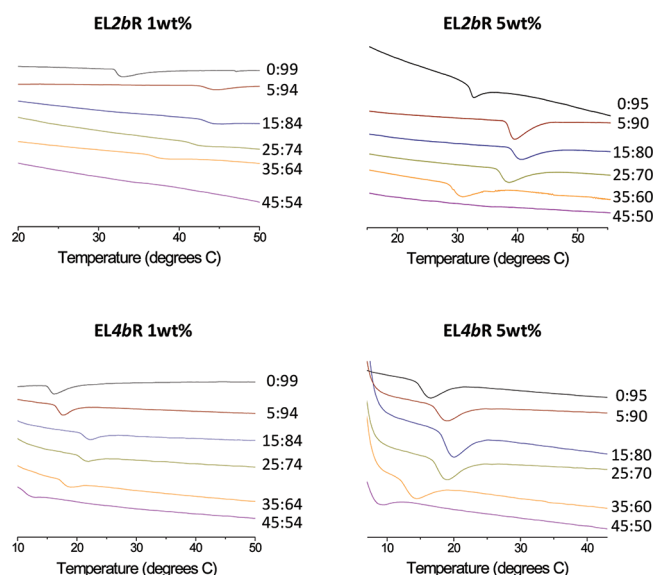 EL2bR 1wt%
0:99
5:94
15:84
25:74
35:64
45:54
20 30 40 50
Temperature (degrees C)
EL2bR 5wt%
0:95
5:90
15:80
25:70
35:60
45:50
20 30 40 50
Temperature (degrees C)
EL4bR 1wt%
0:99
5:94
15:84
25:74
35:64
45:54
10 20 30 40 50
Temperature (degrees C)
EL4bR 5wt%
0:95
5:90
15:80
25:70
35:60
45:50
10 20 30 40
Temperature (degrees C)